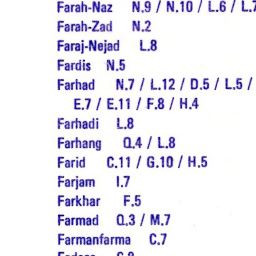 Farah-Naz N.9 / N.10 / L.6 / L.7
Farah-Zad N.2
Faraj-Nejad L.8
Fardis N.5
Farhad N.7 / L.12 / D.5 / L.5 /
E.7 / E.11 / F.8 / H.4
Farhadi L.8
Farhang Q.4 / L.8
Farid C.11 / G.10 / H.5
Farjam I.7
Farkhar F.5
Farmad Q.3 / M.7
Farmanfarma C.7